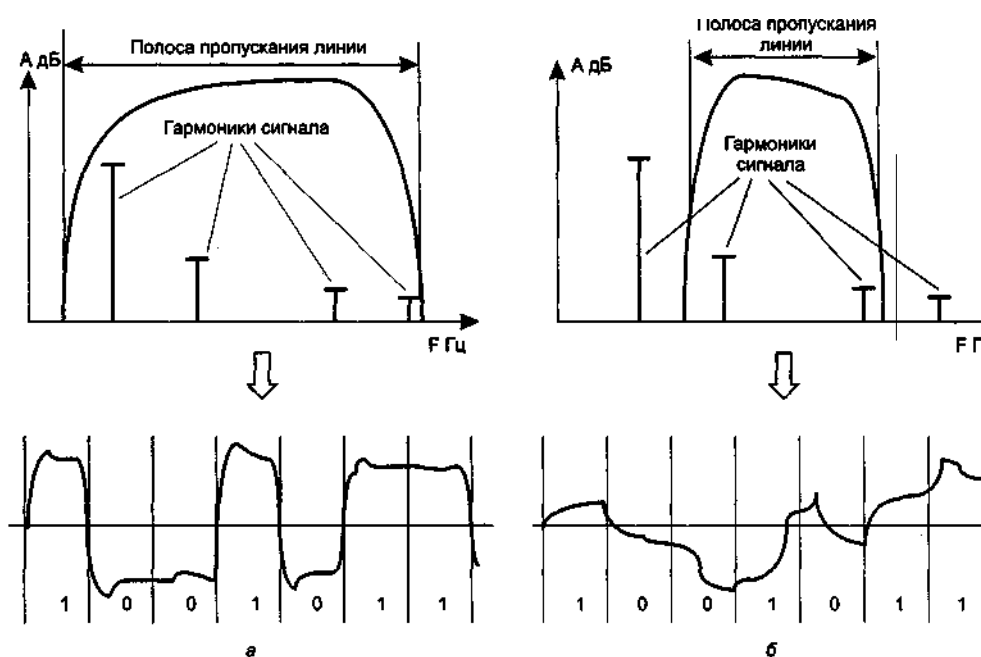 Полоса пропускания линии
А дБ
Гармоники сигнала
F Гц
1 0 0 1 0 1 1
а
Полоса пропускания
линии
А дБ
Гармоники
сигнала
F Г
1 0 0 1 0 1 1
б